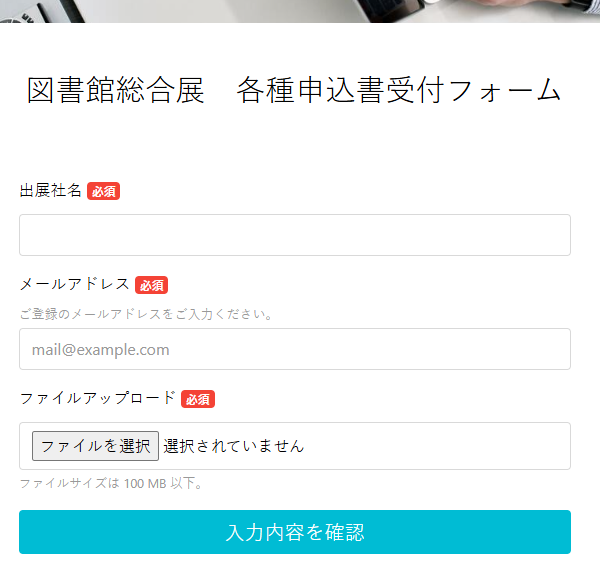 図書館総合展　各種申込書受付フォーム
出展社名 必須
メールアドレス 必須
ご登録のメールアドレスをご入力ください。
mail@example.com
ファイルアップロード 必須
ファイルを選択 選択されていません
ファイルサイズは 100 MB 以下。
入力内容を確認